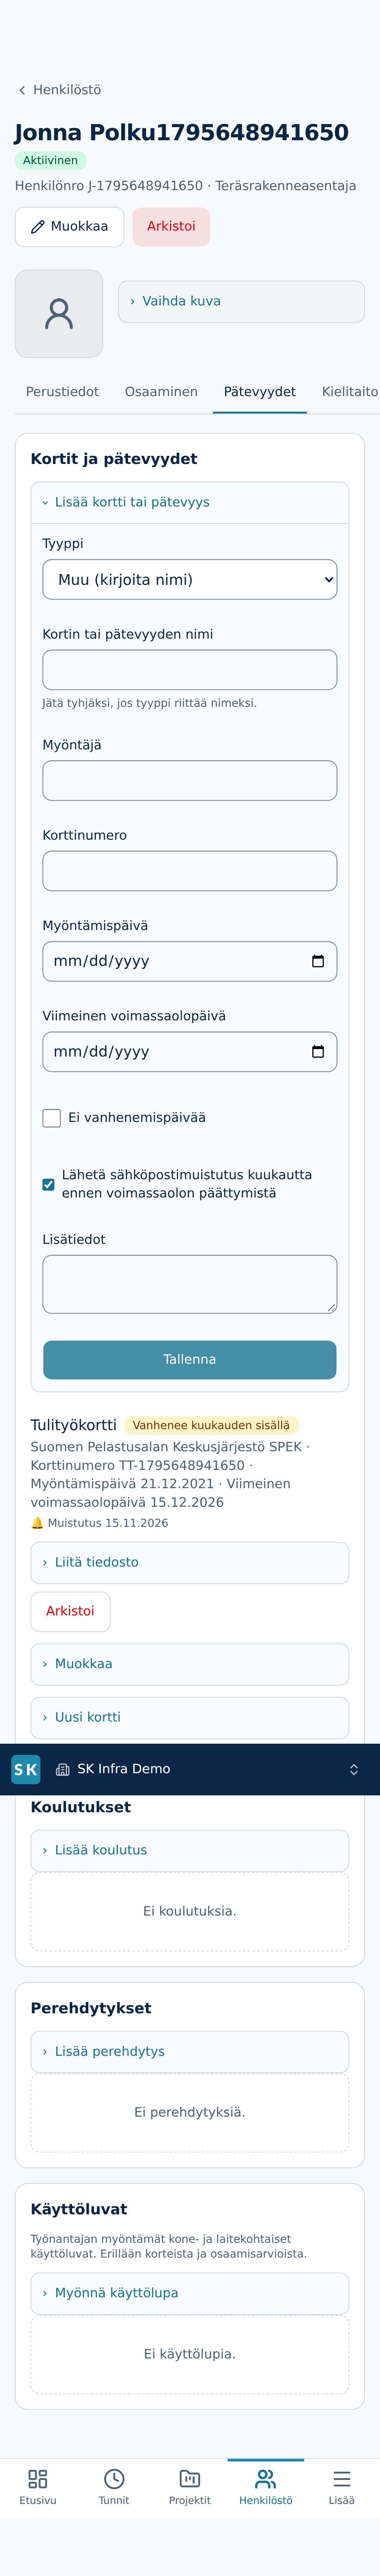 Henkilöstö
Jonna Polku1795648941650
Aktiivinen
Henkilönro J-1795648941650 · Teräsrakenneasentaja
Muokkaa
Arkistoi
Vaihda kuva
Perustiedot Osaaminen Pätevyydet Kielitaito
Kortit ja pätevyydet
Lisää kortti tai pätevyys
Tyyppi
Muu (kirjoita nimi)
Kortin tai pätevyyden nimi
Jätä tyhjäksi, jos tyyppi riittää nimeksi.
Myöntäjä
Korttinumero
Myöntämispäivä
mm/dd/yyyy
Viimeinen voimassaolopäivä
mm/dd/yyyy
Ei vanhenemispäivää
Lähetä sähköpostimuistutus kuukautta
ennen voimassaolon päättymistä
Lisätiedot
Tallenna
Tulityökortti Vanhenee kuukauden sisällä
Suomen Pelastusalan Keskusjärjestö SPEK ·
Korttinumero TT-1795648941650 ·
Myöntämispäivä 21.12.2021 · Viimeinen
voimassaolopäivä 15.12.2026
Muistutus 15.11.2026
Liitä tiedosto
Arkistoi
Muokkaa
Uusi kortti
SK SK Infra Demo
Koulutukset
Lisää koulutus
Ei koulutuksia.
Perehdytykset
Lisää perehdytys
Ei perehdytyksiä.
Käyttöluvat
Työnantajan myöntämät kone- ja laitekohtaiset
käyttöluvat. Erillään korteista ja osaamisarvioista.
Myönnä käyttölupa
Ei käyttölupia.
Etusivu Tunnit Projektit Henkilöstö Lisää